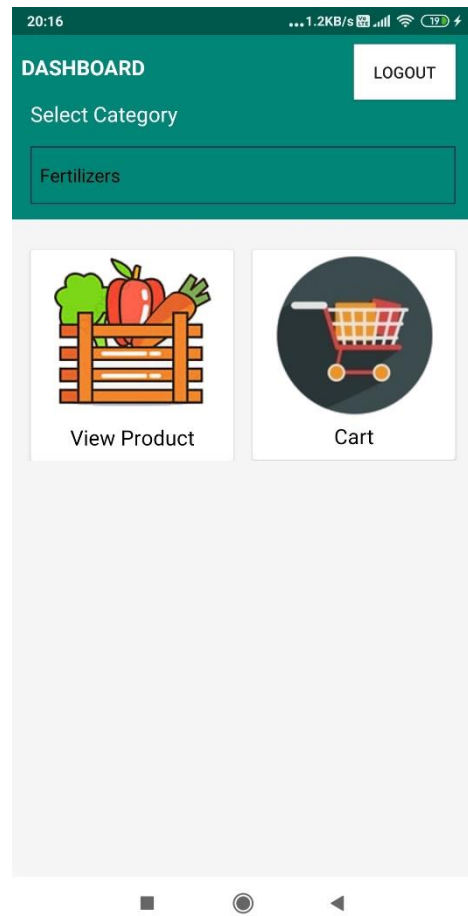 20:16 ...1.2KB/s 19
DASHBOARD
LOGOUT
Select Category
Fertilizers
View Product
Cart